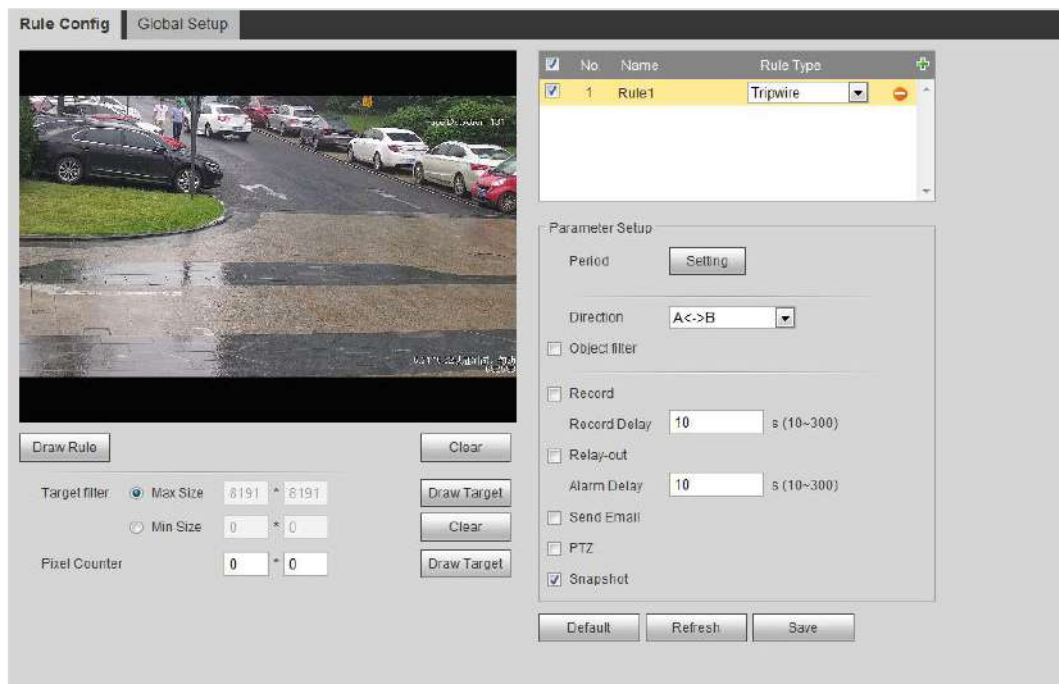 Rule Config Global Setup
No. Name Rule Type
1 Rule1 Tripwire
Parameter Setup
Period Setting
Direction A<->B
Object filter
Record
Record Delay 10 s (10~300)
Relay-out
Alarm Delay 10 s (10~300)
Send Email
PTZ
Snapshot
Default Refresh Save
Draw Rule Clear
Target filter Max Size 8191 * 8191 Draw Target
Min Size 0 * 0 Clear
Pixel Counter 0 * 0 Draw Target